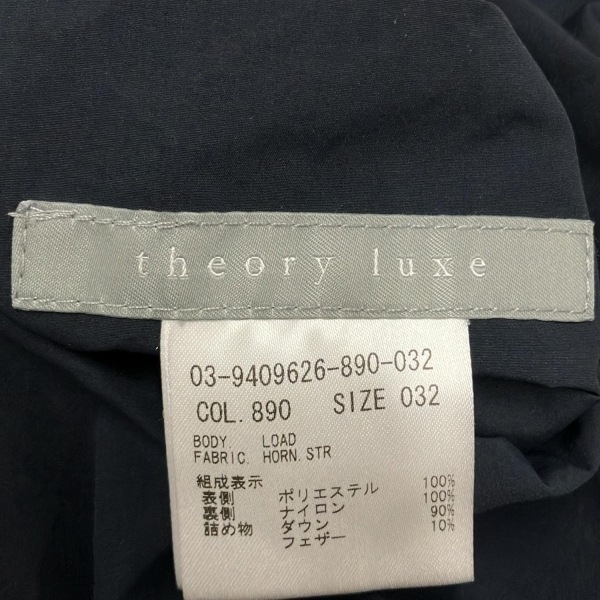 theory luxe
03-9409626-890-032
COL. 890 SIZE 032
BODY. LOAD
FABRIC. HORN. STR
組成表示
表側 ポリエステル 100%
裏側 ナイロン 100%
詰め物 ダウン 90%
フェザー 10%